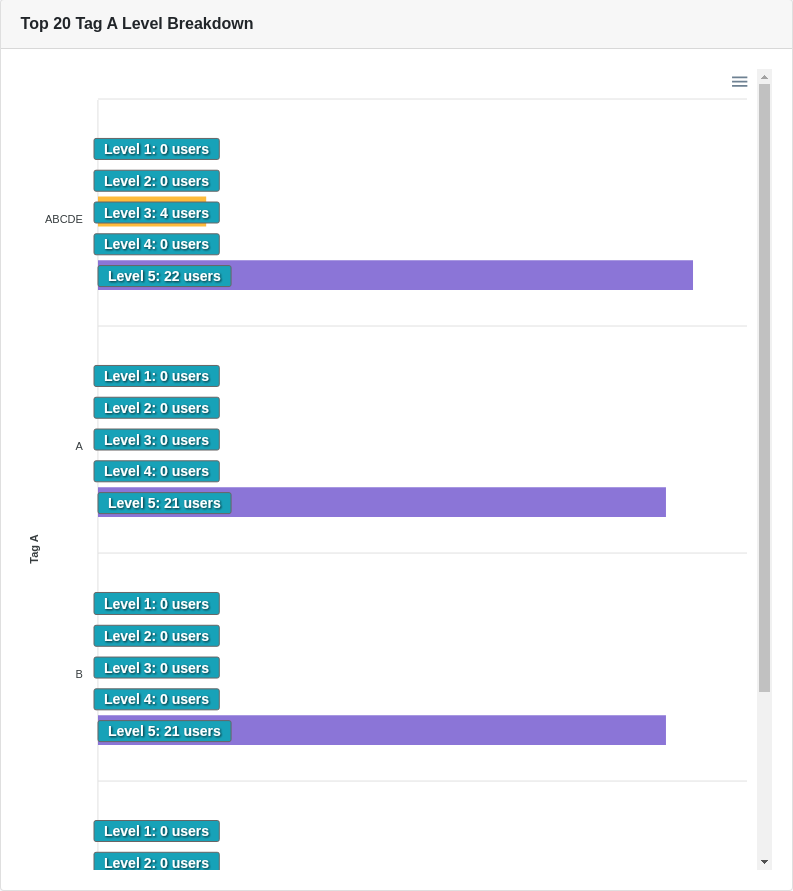 Top 20 Tag A Level Breakdown
Level 1: 0 users
Level 2: 0 users
ABCDE
Level 3: 4 users
Level 4: 0 users
Level 5: 22 users
Level 1: 0 users
Level 2: 0 users
Level 3: 0 users
A
Level 4: 0 users
Level 5: 21 users
Tag A
Level 1: 0 users
Level 2: 0 users
Level 3: 0 users
B
Level 4: 0 users
Level 5: 21 users
Level 1: 0 users
Level 2: 0 users